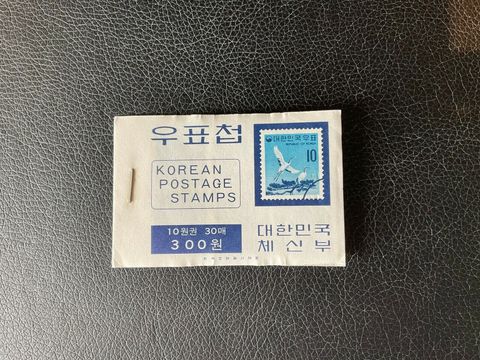 우표첩
KOREAN
POSTAGE
STAMPS
대한민국우표
REPUBLIC OF KOREA
10
10원권 30매
300원
대한민국
체신부